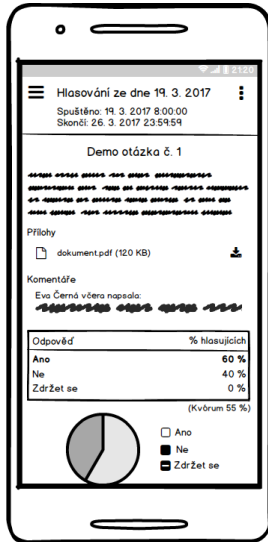 21:20
Hlasování ze dne 19. 3. 2017
Spuštěno: 19. 3. 2017 8:00:00
Skončí: 26. 3. 2017 23:59:59
Demo otázka č. 1
Přílohy
dokument.pdf (120 KB)
Komentáře
Eva Černá včera napsala:
Odpověď % hlasujících
Ano 60 %
Ne 40 %
Zdržet se 0 %
(Kvórum 55 %)
Ano
Ne
Zdržet se